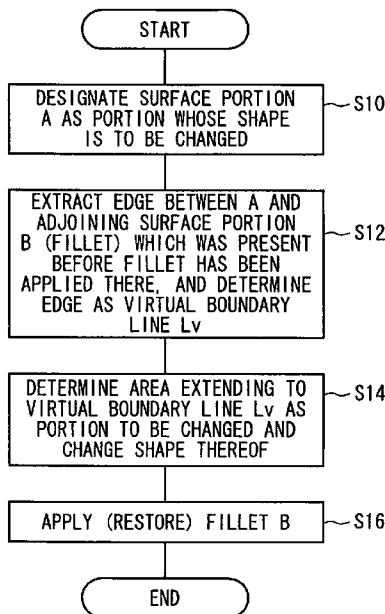 START
DESIGNATE SURFACE PORTION
A AS PORTION WHOSE SHAPE
IS TO BE CHANGED
S10
EXTRACT EDGE BETWEEN A AND
ADJOINING SURFACE PORTION
B (FILLET) WHICH WAS PRESENT
BEFORE FILLET HAS BEEN
APPLIED THERE, AND DETERMINE
EDGE AS VIRTUAL BOUNDARY
LINE Lv
S12
DETERMINE AREA EXTENDING TO
VIRTUAL BOUNDARY LINE Lv AS
PORTION TO BE CHANGED AND
CHANGE SHAPE THEREOF
S14
APPLY (RESTORE) FILLET B
S16
END